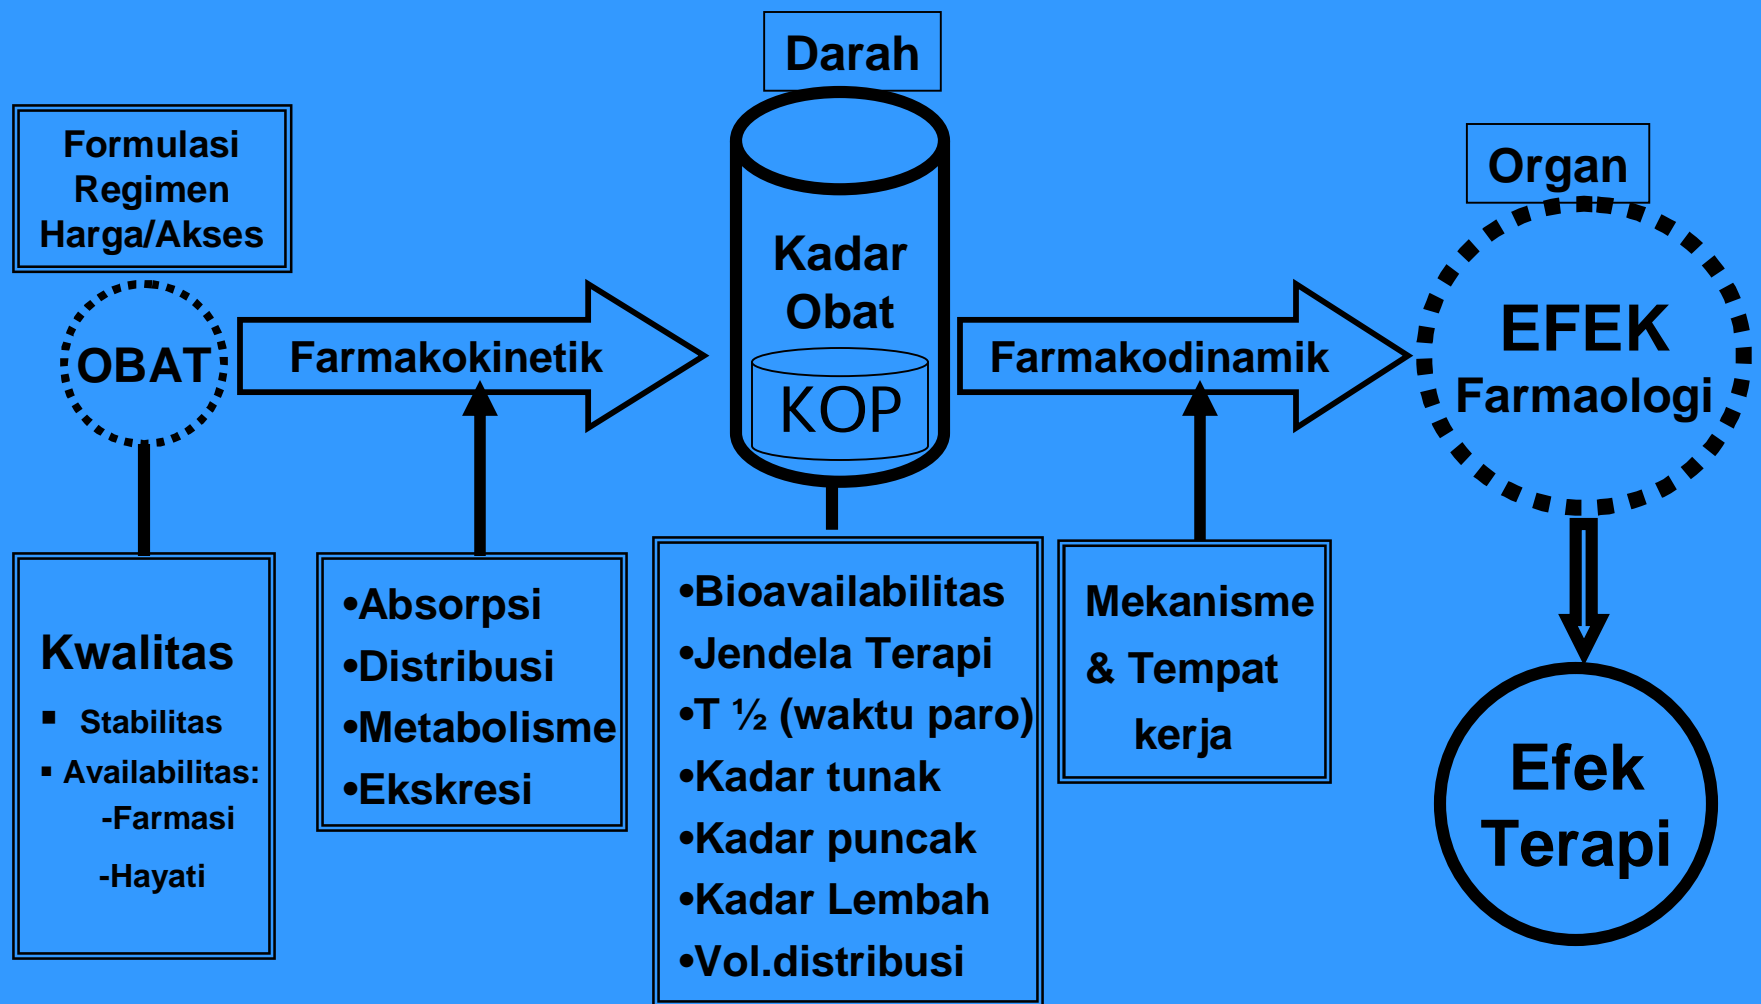 Darah
Formulasi
Regimen
Harga/Akses
Organ
OBAT
Farmakokinetik
Kadar
Obat
KOP
Farmakodinamik
EFEK
Farmaologi
Kwalitas
▪ Stabilitas
▪ Availabilitas:
-Farmasi
-Hayati
•Absorpsi
•Distribusi
•Metabolisme
•Ekskresi
•Bioavailabilitas
•Jendela Terapi
•T ½ (waktu paro)
•Kadar tunak
•Kadar puncak
•Kadar Lembah
•Vol.distribusi
Mekanisme
& Tempat
kerja
Efek
Terapi